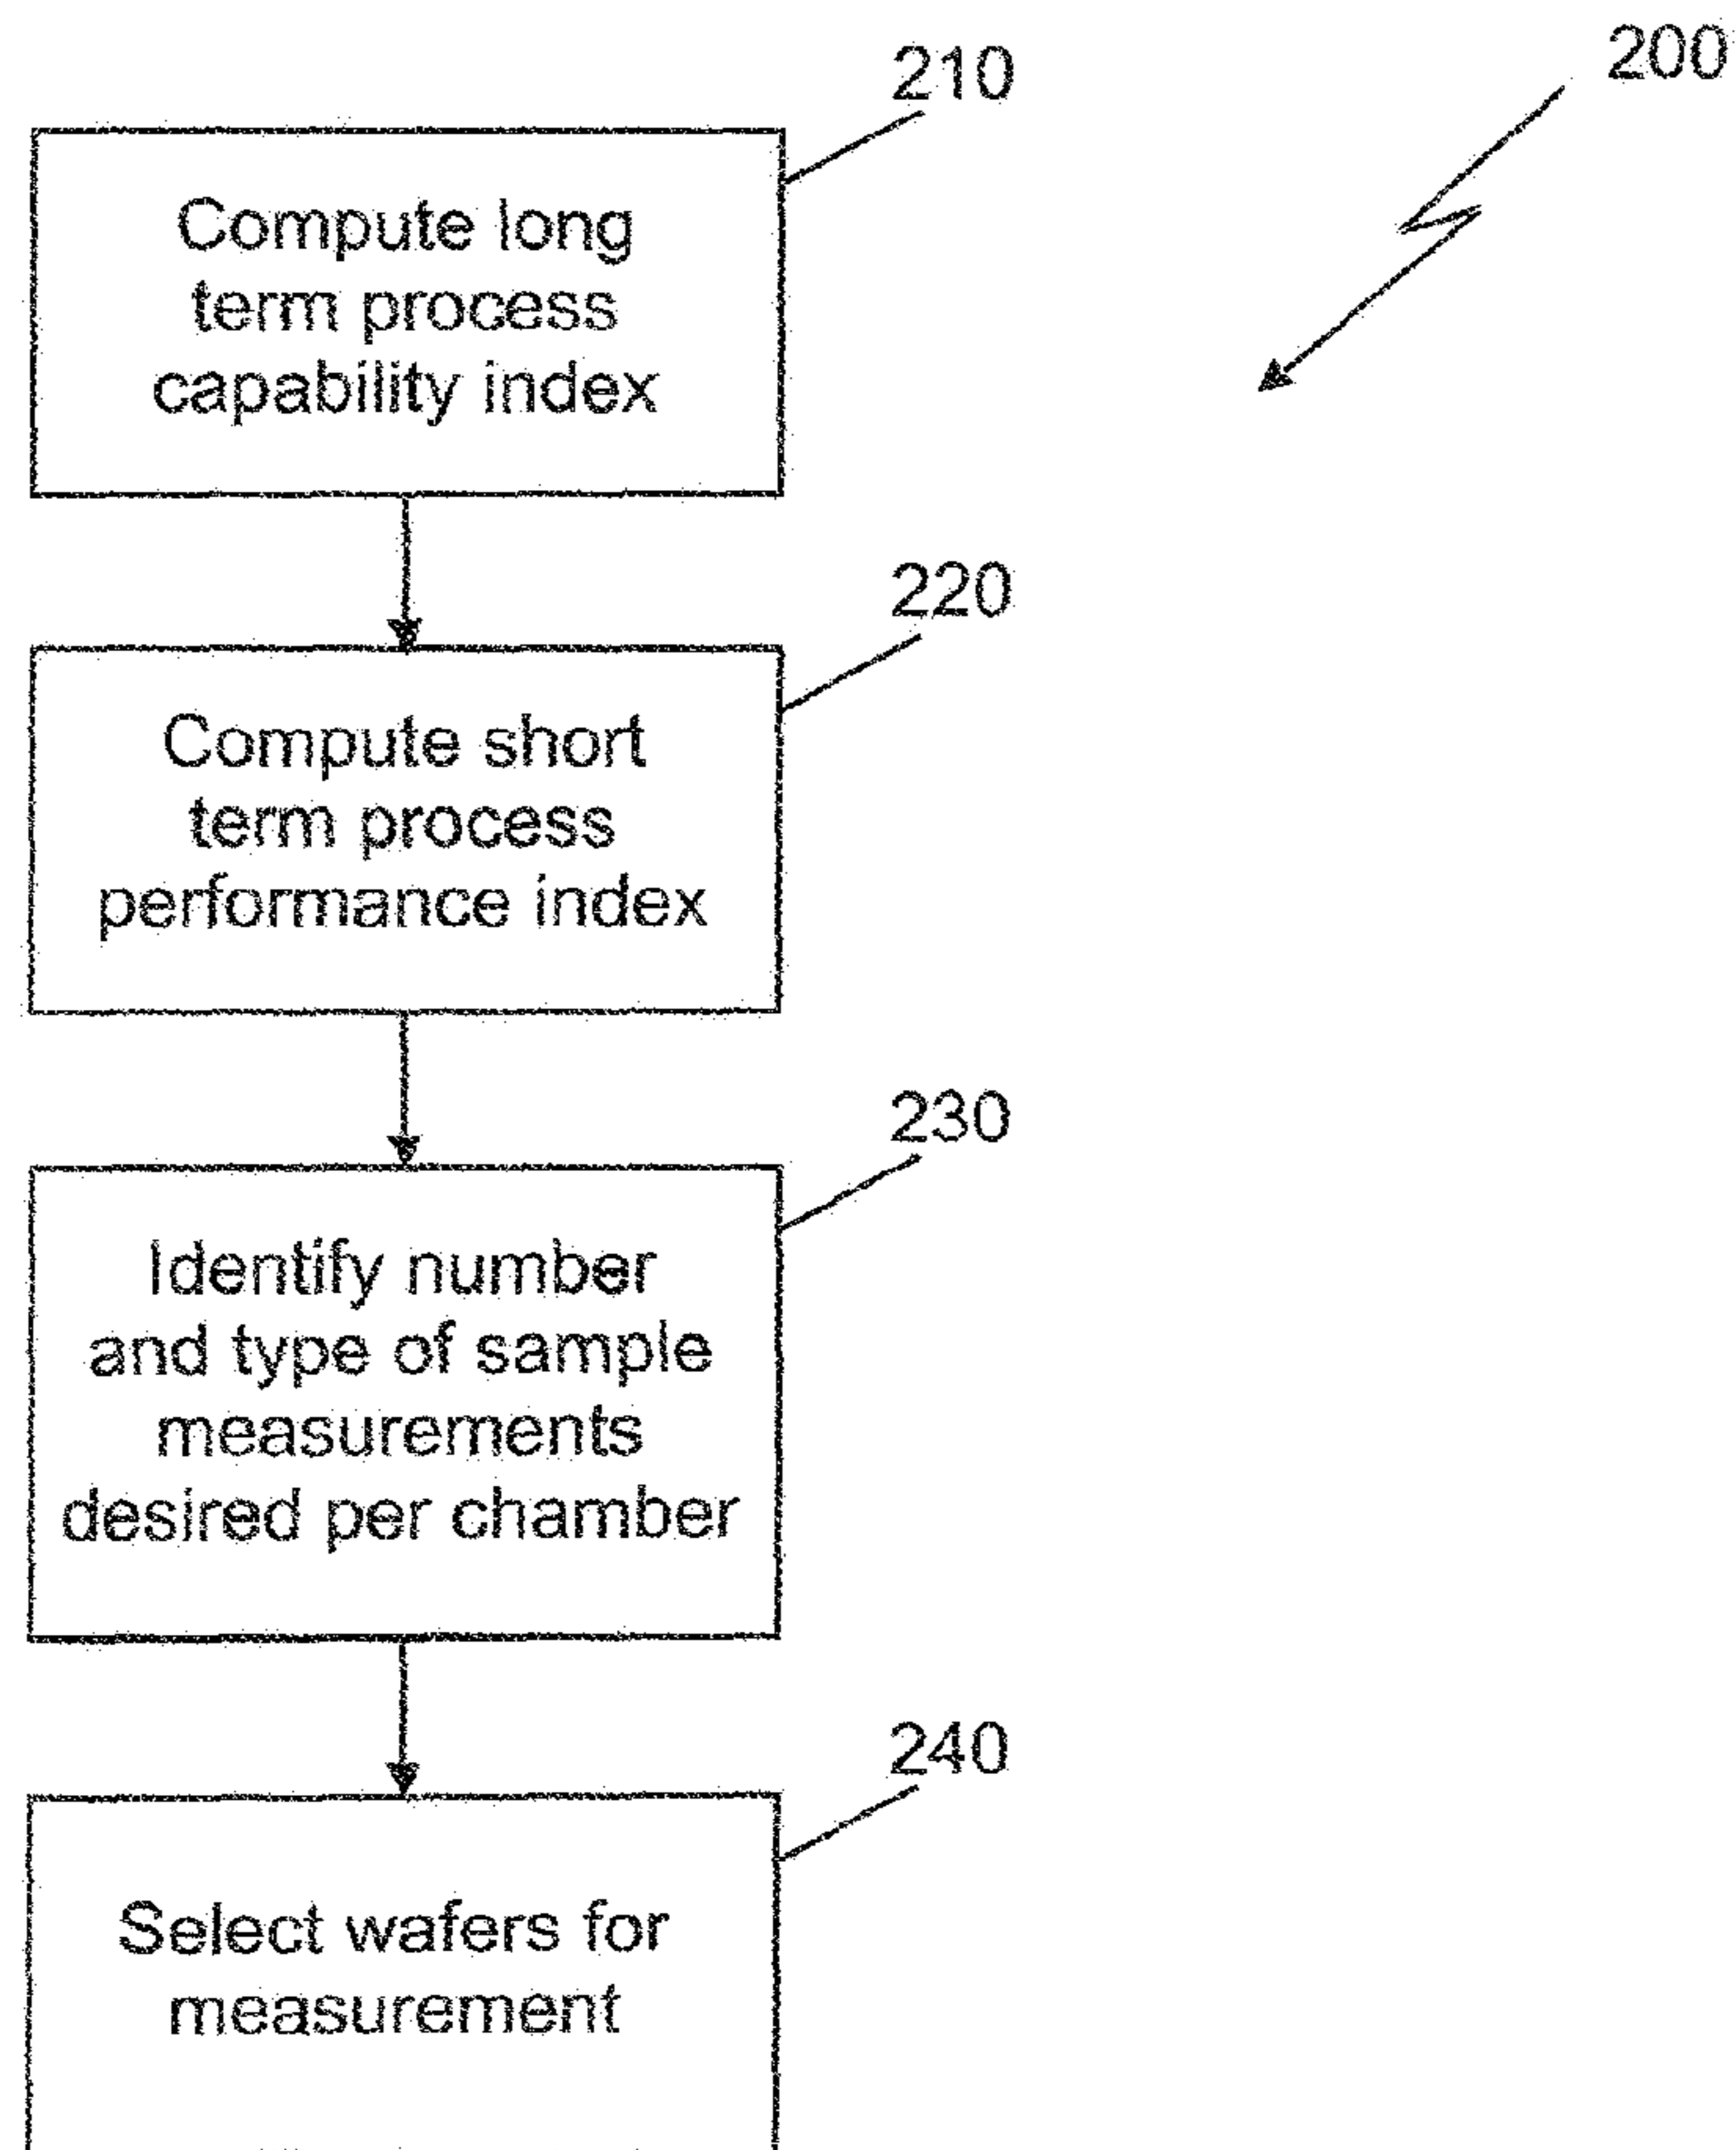 200
210
Compute long
term process
capability index
220
Compute short
term process
performance index
230
Identify number
and type of sample
measurements
desired per chamber
240
Select wafers for
measurement